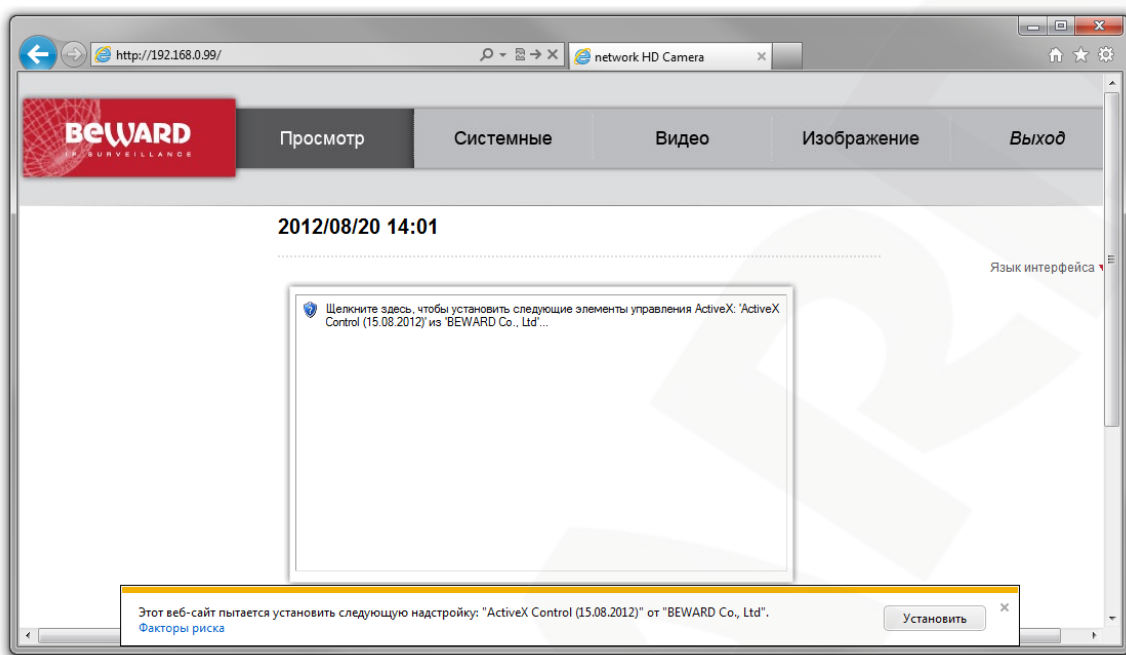 http://192.168.0.99/
network HD Camera
BEWARD
IP SURVEILLANCE
Просмотр
Системные
Видео
Изображение
Выход
2012/08/20 14:01
Язык интерфейса
Щелкните здесь, чтобы установить следующие элементы управления ActiveX: 'ActiveX
Control (15.08.2012)' из 'BEWARD Co., Ltd'...
Этот веб-сайт пытается установить следующую надстройку: "ActiveX Control (15.08.2012)" от "BEWARD Co., Ltd".
Факторы риска
Установить